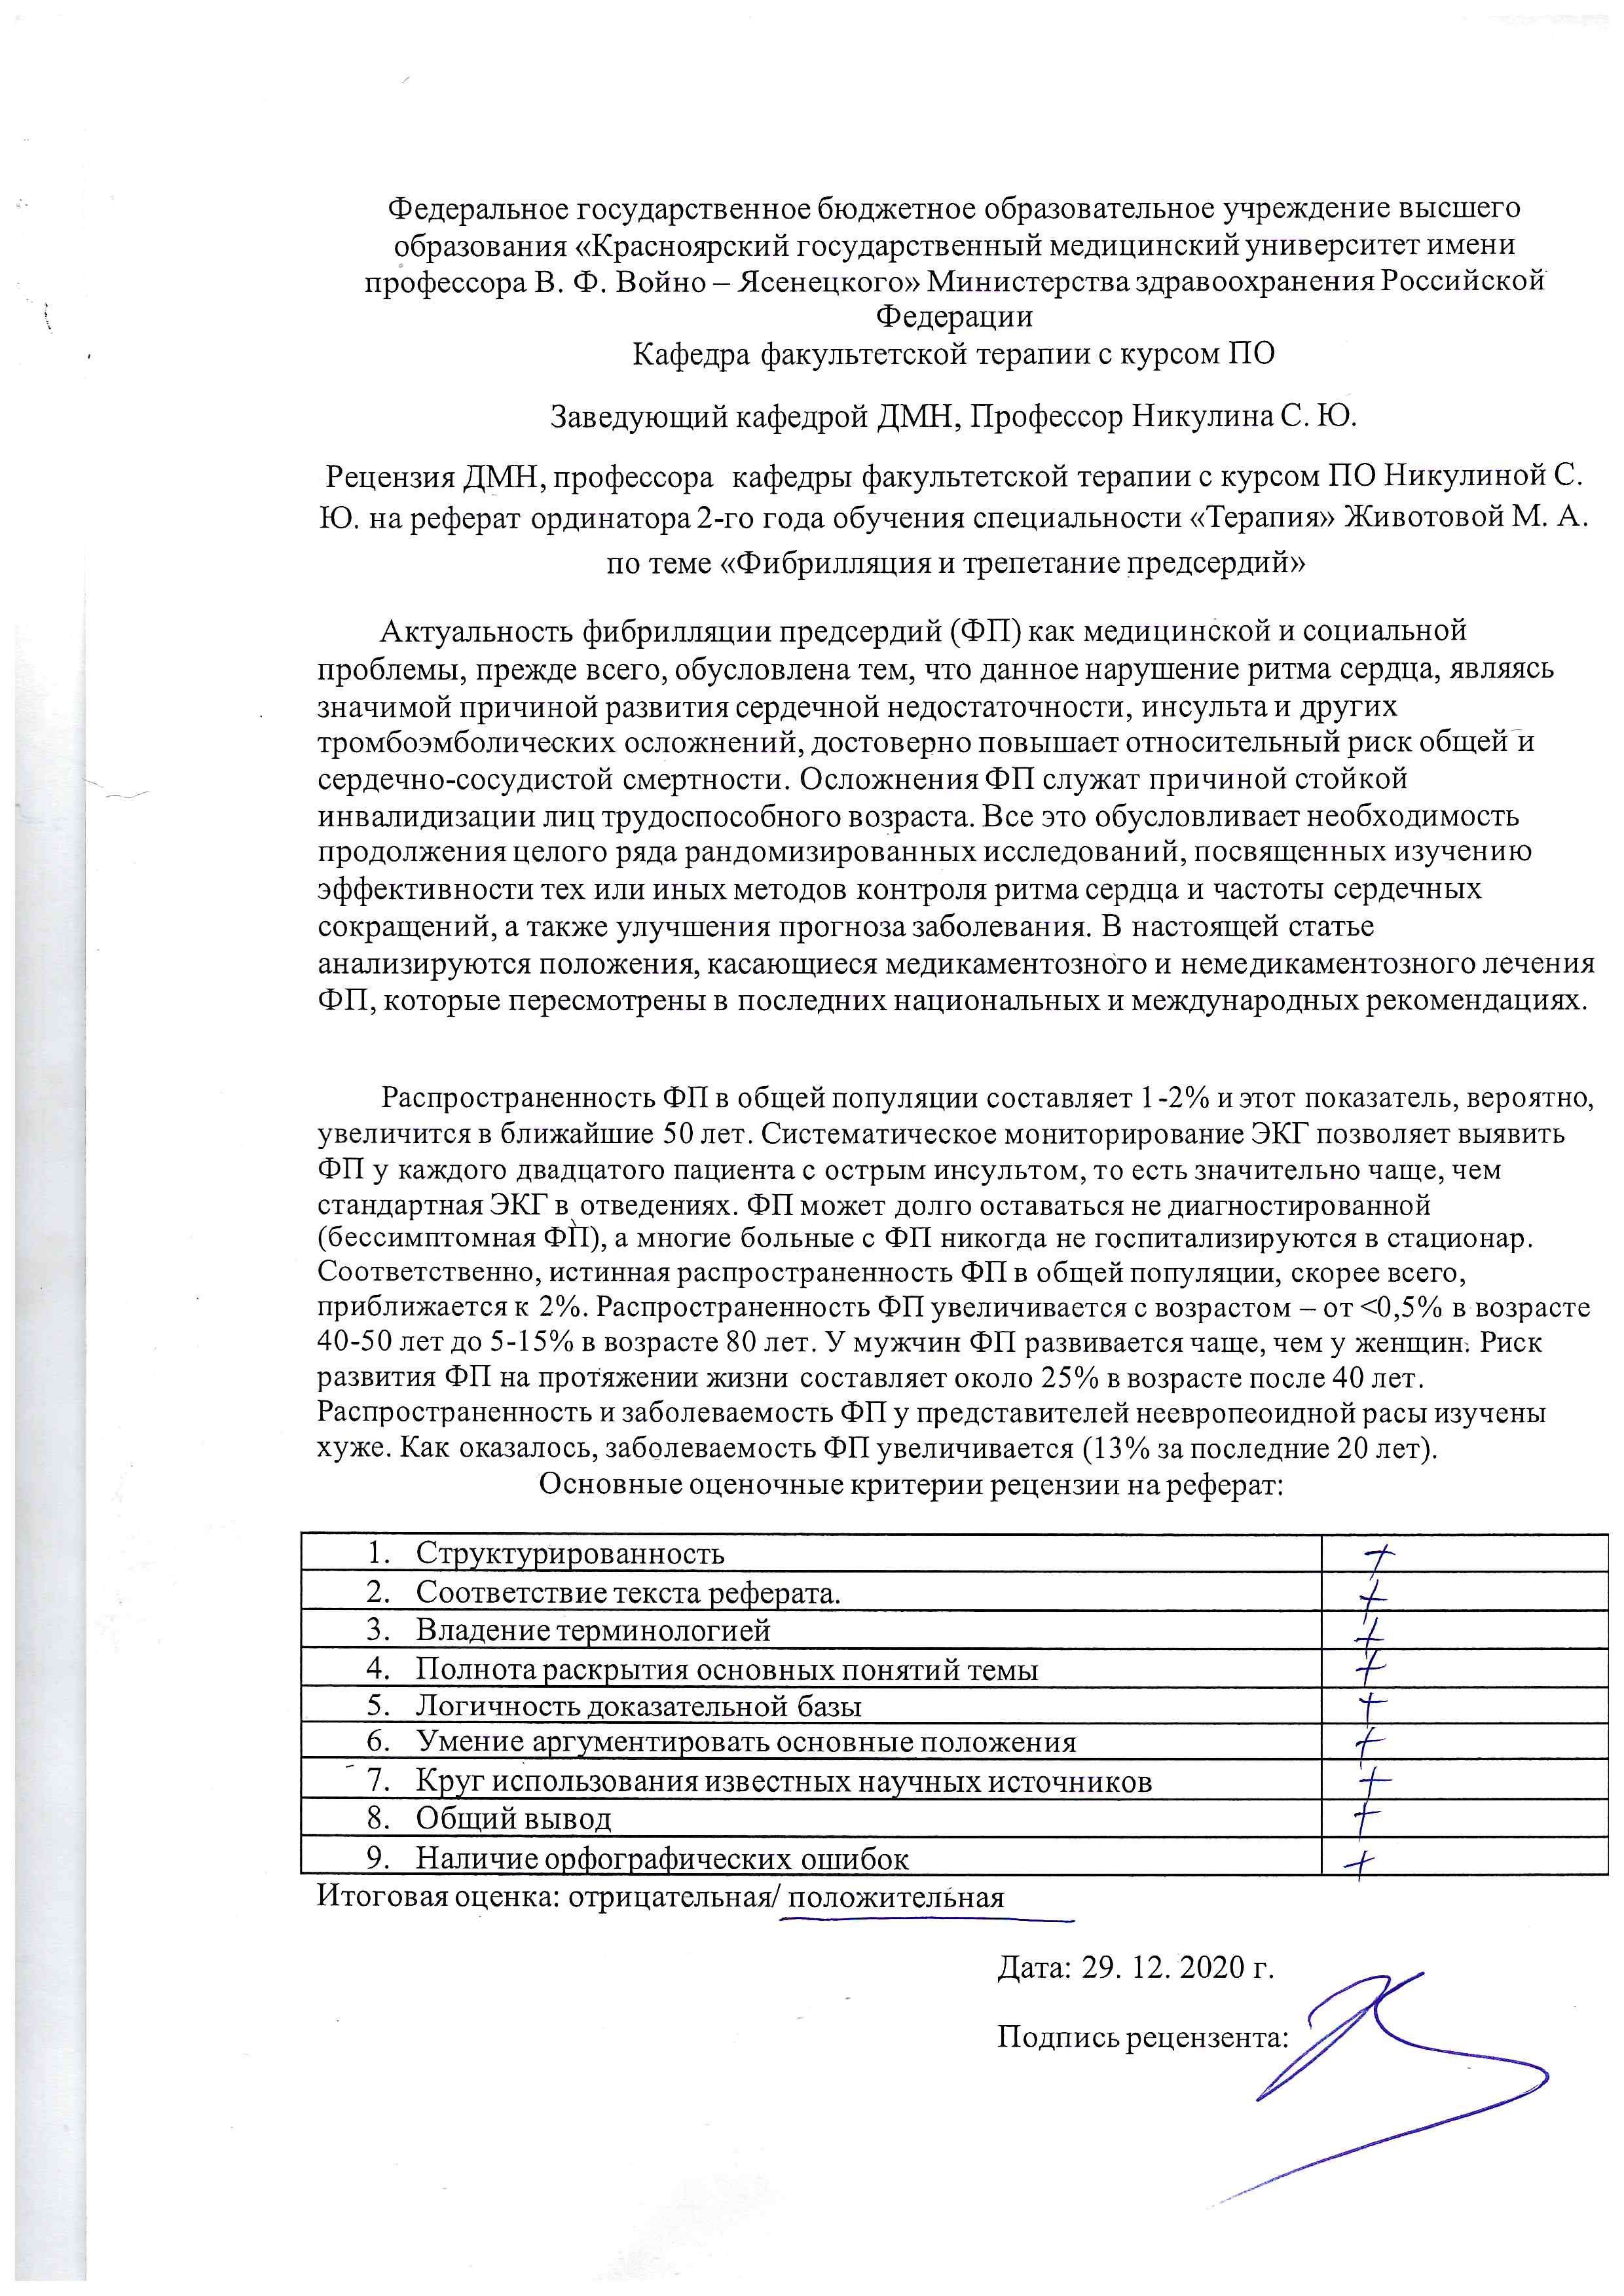 Федеральное государственное бюджетное образовательное учреждение высшего
образования «Красноярский государственный медицинский университет имени
профессора В. Ф. Войно – Ясенецкого» Министерства здравоохранения Российской
Федерации
Кафедра факультетской терапии с курсом ПО
Заведующий кафедрой ДМН, Профессор Никулина С. Ю.
Рецензия ДМН, профессора кафедры факультетской терапии с курсом ПО Никулиной С.
Ю. на реферат ординатора 2-го года обучения специальности «Терапия» Животовой М. А.
по теме «Фибрилляция и трепетание предсердий»
Актуальность фибрилляции предсердий (ФП) как медицинской и социальной
проблемы, прежде всего, обусловлена тем, что данное нарушение ритма сердца, являясь
значимой причиной развития сердечной недостаточности, инсульта и других
тромбоэмболических осложнений, достоверно повышает относительный риск общей и
сердечно-сосудистой смертности. Осложнения ФП служат причиной стойкой
инвалидизации лиц трудоспособного возраста. Все это обусловливает необходимость
продолжения целого ряда рандомизированных исследований, посвященных изучению
эффективности тех или иных методов контроля ритма сердца и частоты сердечных
сокращений, а также улучшения прогноза заболевания. В настоящей статье
анализируются положения, касающиеся медикаментозного и немедикаментозного лечения
ФП, которые пересмотрены в последних национальных и международных рекомендациях.
Распространенность ФП в общей популяции составляет 1-2% и этот показатель, вероятно,
увеличится в ближайшие 50 лет. Систематическое мониторирование ЭКГ позволяет выявить
ФП у каждого двадцатого пациента с острым инсультом, то есть значительно чаще, чем
стандартная ЭКГ в отведениях. ФП может долго оставаться не диагностированной
(бессимптомная ФП), а многие больные с ФП никогда не госпитализируются в стационар.
Соответственно, истинная распространенность ФП в общей популяции, скорее всего,
приближается к 2%. Распространенность ФП увеличивается с возрастом – от <0,5% в возрасте
40-50 лет до 5-15% в возрасте 80 лет. У мужчин ФП развивается чаще, чем у женщин. Риск
развития ФП на протяжении жизни составляет около 25% в возрасте после 40 лет.
Распространенность и заболеваемость ФП у представителей неевропеоидной расы изучены
хуже. Как оказалось, заболеваемость ФП увеличивается (13% за последние 20 лет).
Основные оценочные критерии рецензии на реферат:
1. Структурированность +
2. Соответствие текста реферата. +
3. Владение терминологией +
4. Полнота раскрытия основных понятий темы +
5. Логичность доказательной базы +
6. Умение аргументировать основные положения +
7. Круг использования известных научных источников +
8. Общий вывод +
9. Наличие орфографических ошибок +
Итоговая оценка: отрицательная/ положительная
Дата: 29. 12. 2020 г.
Подпись рецензента: